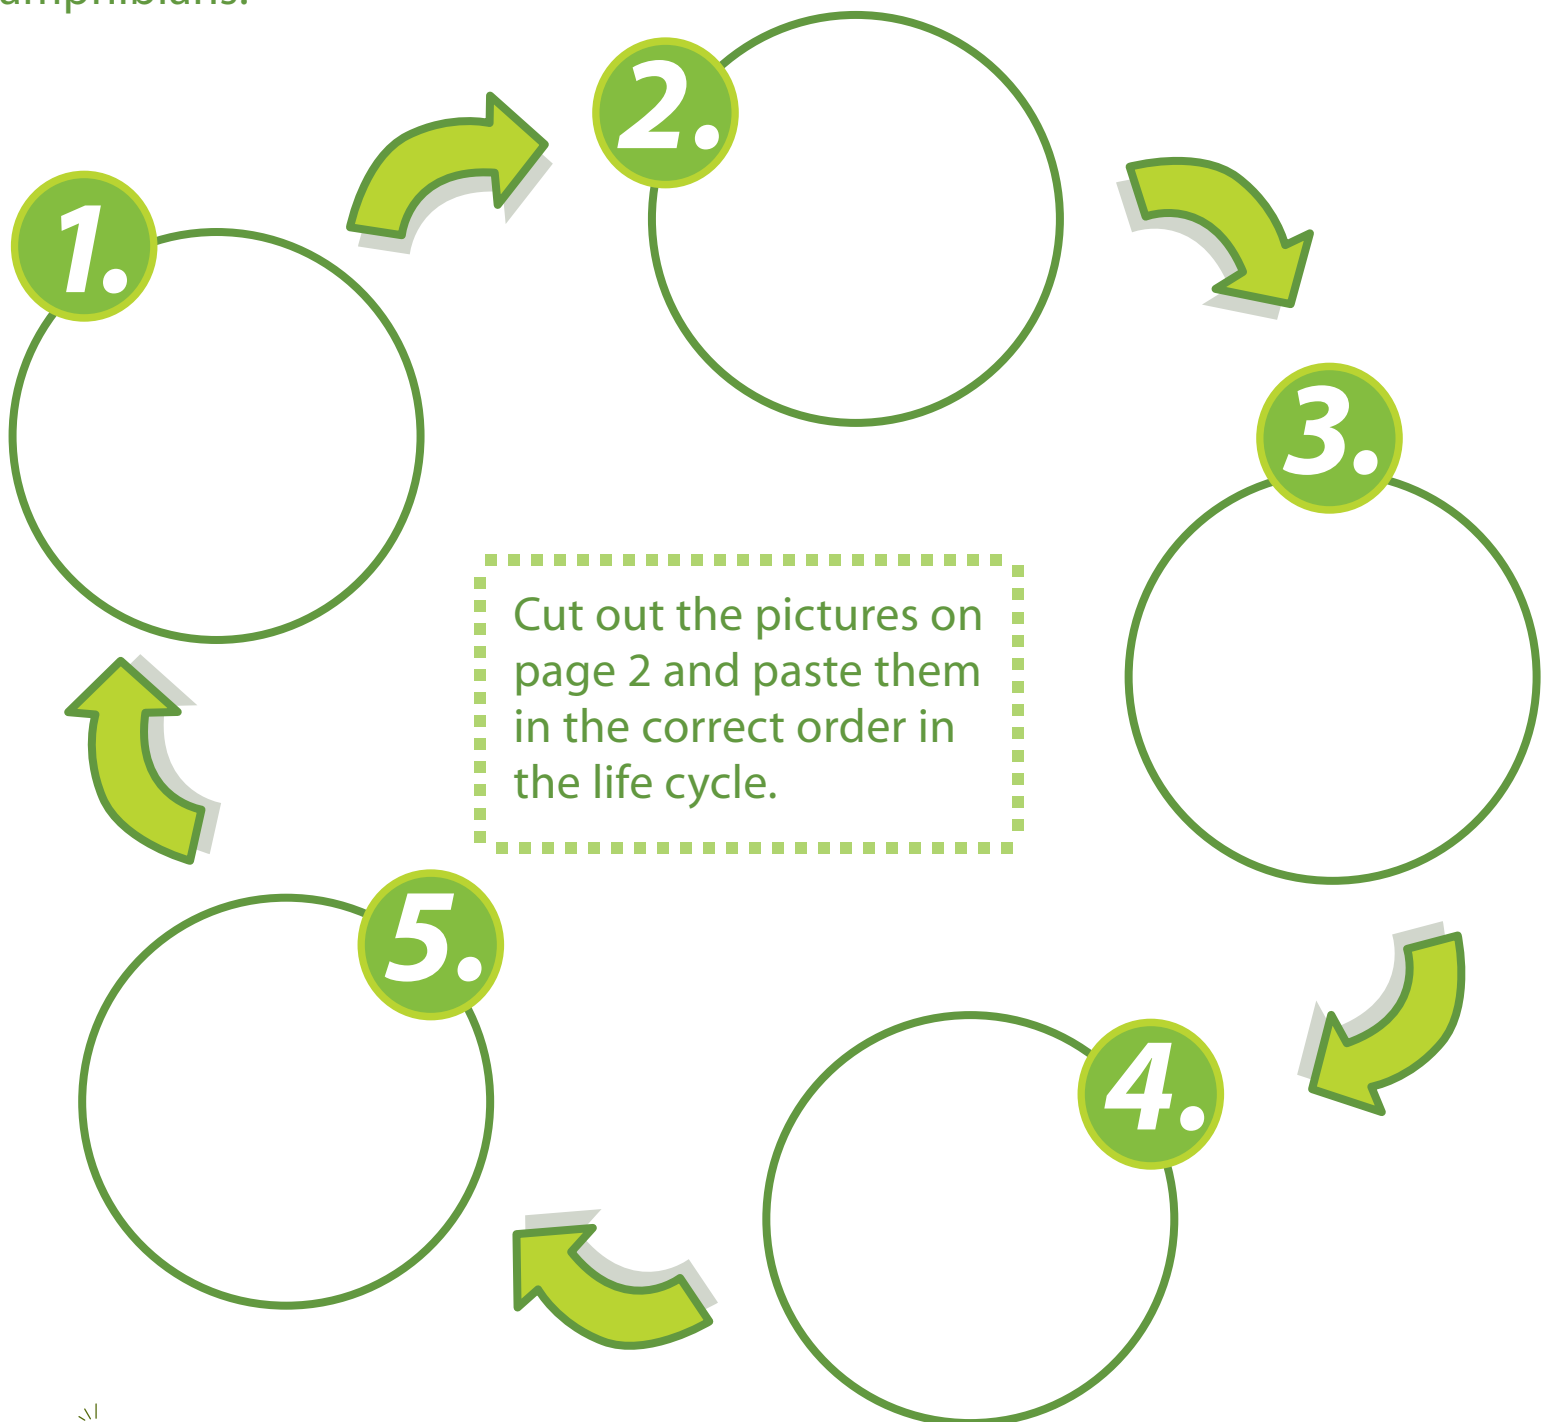 amphibians.
2.
1.
3.
Cut out the pictures on
page 2 and paste them
in the correct order in
the life cycle.
5.
4.